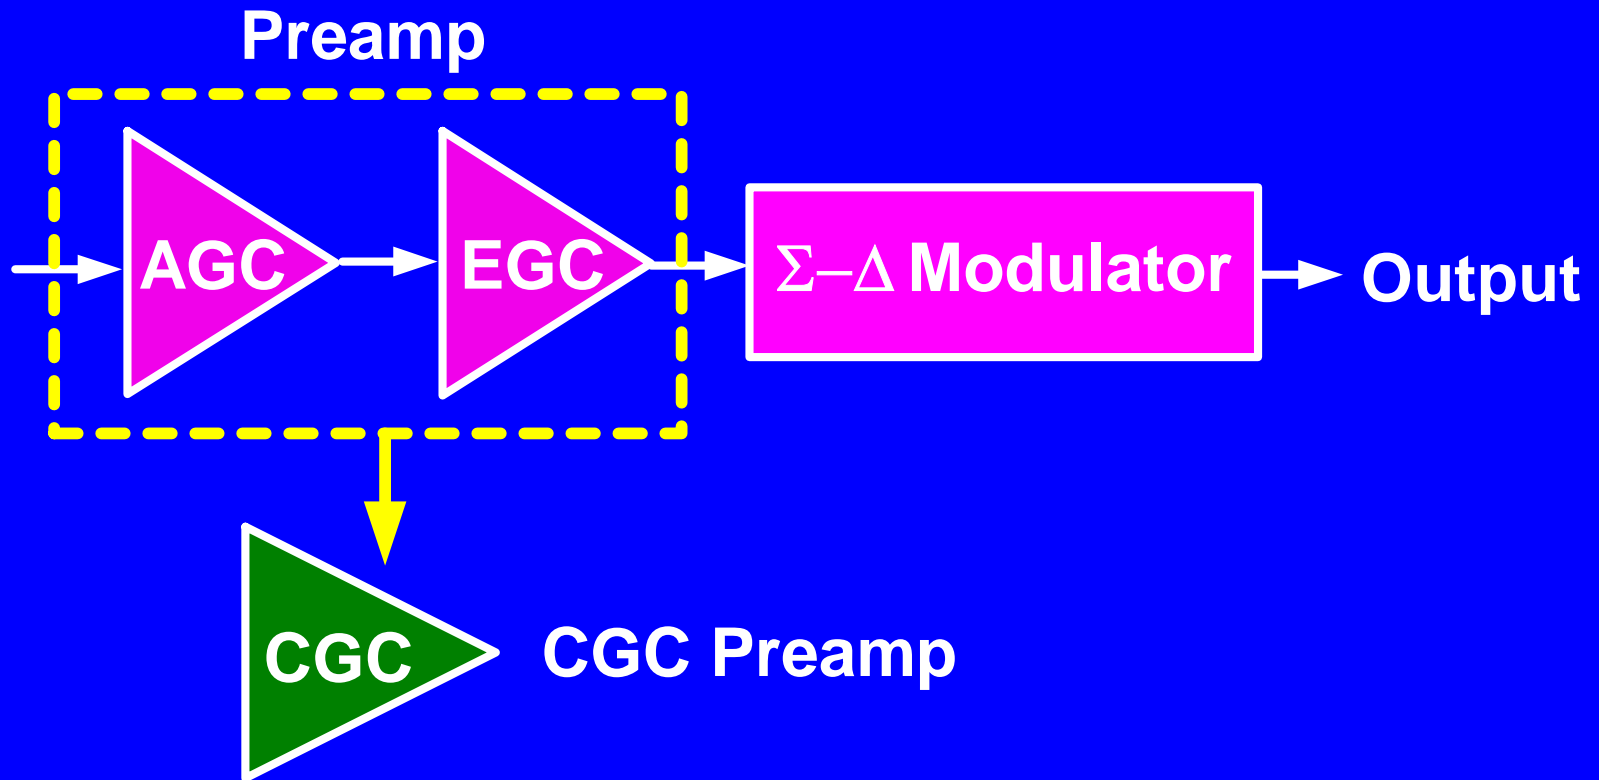 Preamp
AGC
EGC
Σ–Δ Modulator
Output
CGC
CGC Preamp